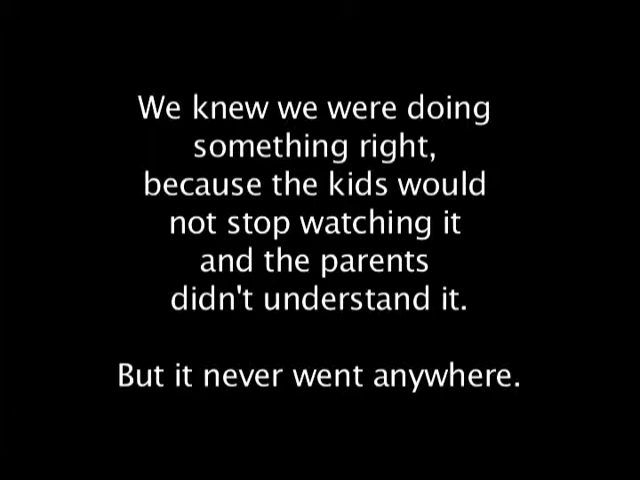 We knew we were doing
something right,
because the kids would
not stop watching it
and the parents
didn't understand it.
But it never went anywhere.